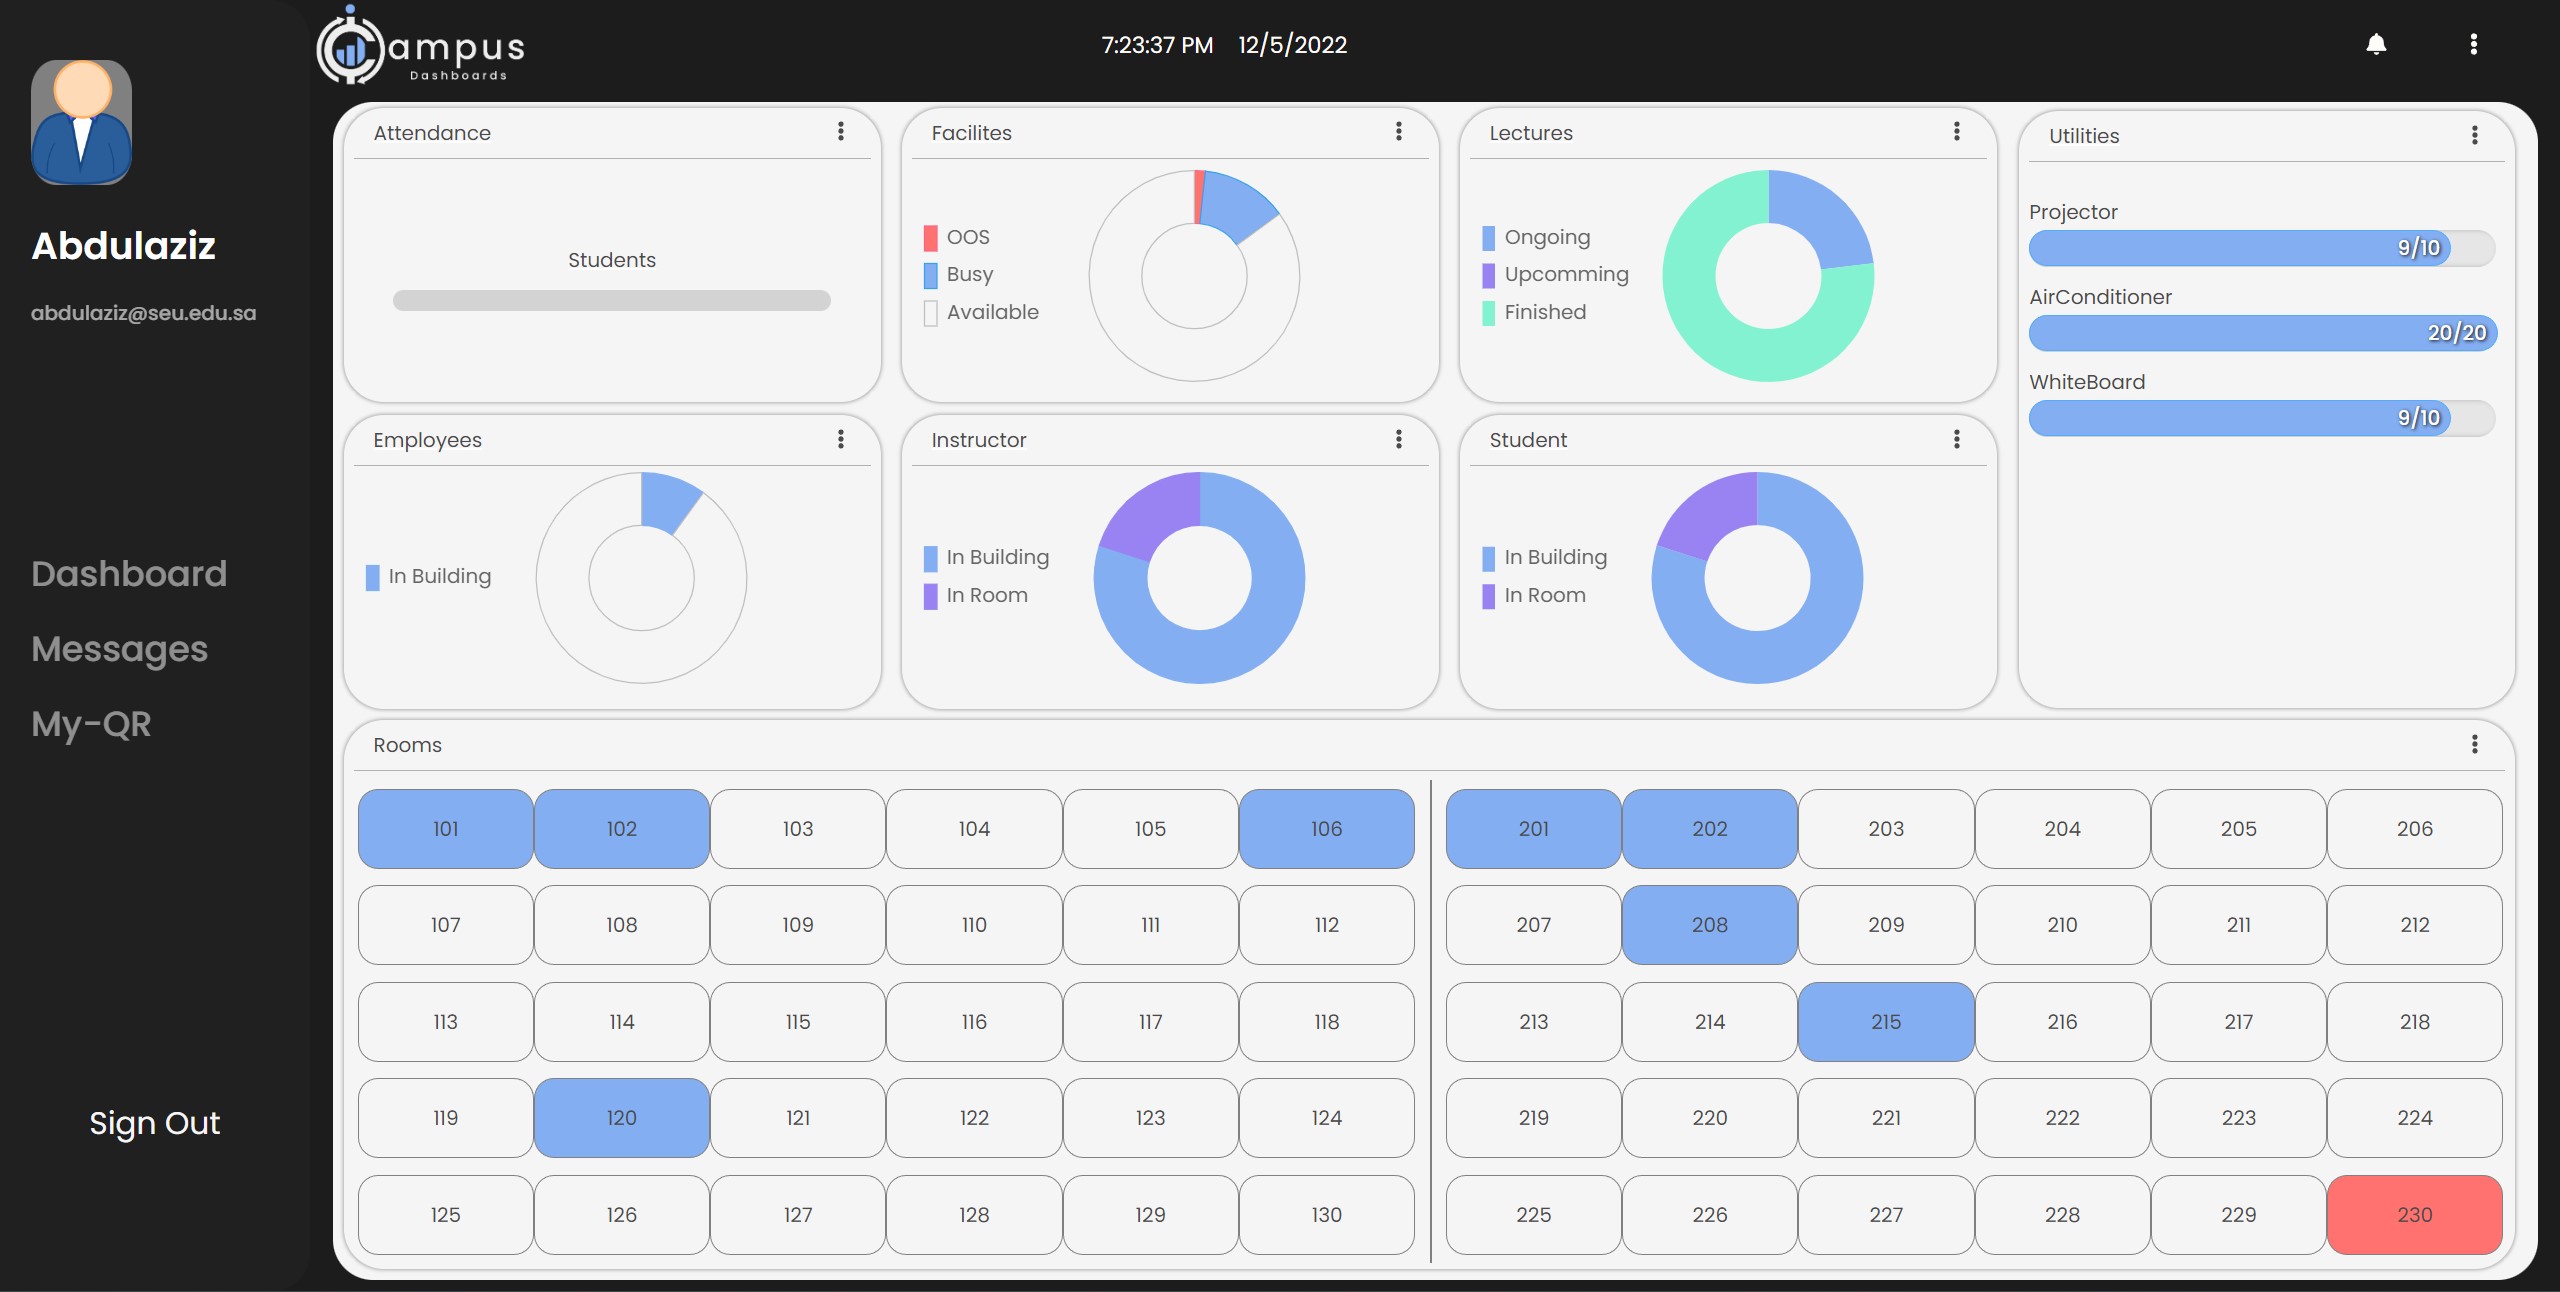 Campus
Dashboards
7:23:37 PM 12/5/2022
Abdulaziz
abdulaziz@seu.edu.sa
Dashboard
Messages
My-QR
Sign Out
Attendance
Students
Facilites
OOS
Busy
Available
Lectures
Ongoing
Upcomming
Finished
Utilities
Projector
9/10
AirConditioner
20/20
WhiteBoard
9/10
Employees
In Building
Instructor
In Building
In Room
Student
In Building
In Room
Rooms
101 102 103 104 105 106 201 202 203 204 205 206
107 108 109 110 111 112 207 208 209 210 211 212
113 114 115 116 117 118 213 214 215 216 217 218
119 120 121 122 123 124 219 220 221 222 223 224
125 126 127 128 129 130 225 226 227 228 229 230